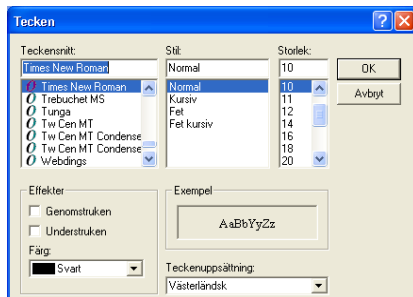 Tecken
Teckensnitt:
Times New Roman
Times New Roman
Trebuchet MS
Tunga
Tw Cen MT
Tw Cen MT Condense
Tw Cen MT Condense
Webdings
Stil:
Normal
Normal
Kursiv
Fet
Fet kursiv
Storlek:
10
10
11
12
14
16
18
20
OK
Avbryt
Effekter
Genomstruken
Understruken
Färg:
Svart
Exempel
AaBbYyZz
Teckenuppsättning:
Västerländsk